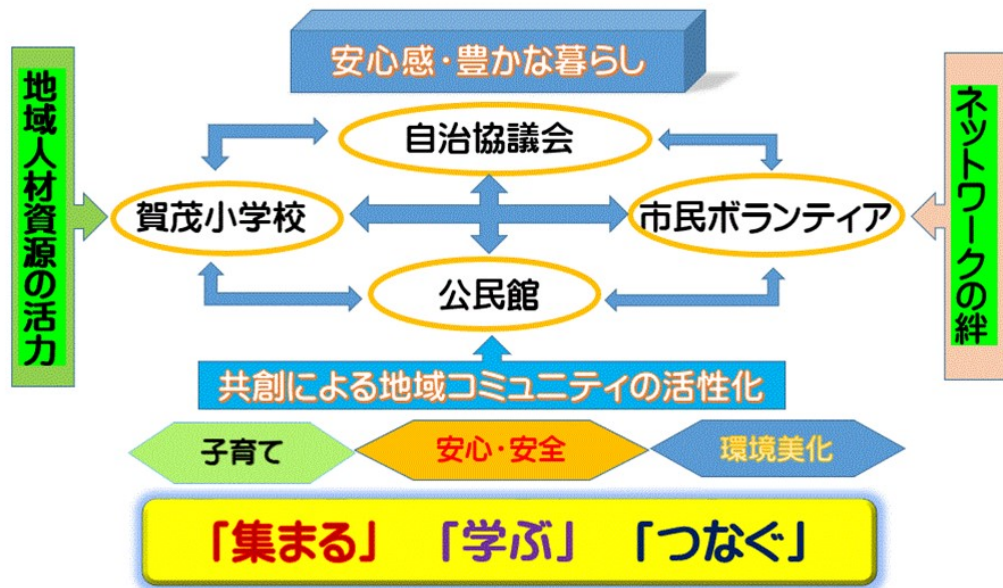 安心感・豊かな暮らし
地域人材資源の活力
ネットワークの絆
自治協議会
賀茂小学校
市民ボランティア
公民館
共創による地域コミュニティの活性化
子育て
安心・安全
環境美化
「集まる」 「学ぶ」 「つなぐ」